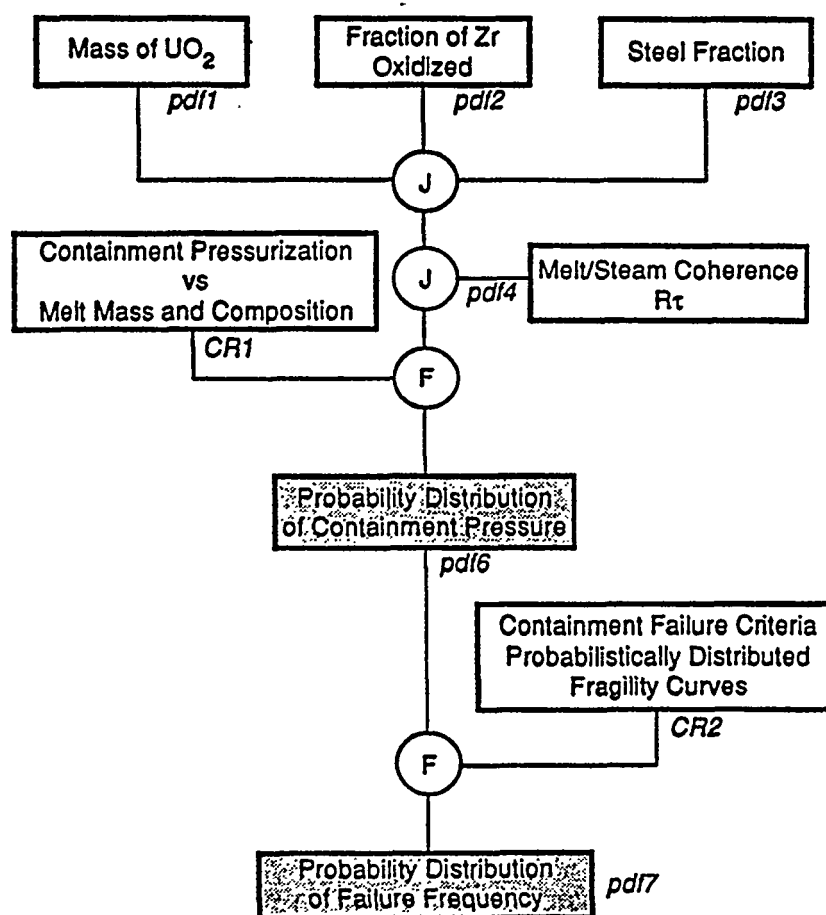 Mass of UO2
Fraction of Zr
Oxidized
Steel Fraction
pdf1
pdf2
pdf3
J
Containment Pressurization
vs
Melt Mass and Composition
J
pdf4
Melt/Steam Coherence
Rτ
CR1
F
Probability Distribution
of Containment Pressure
pdf6
Containment Failure Criteria
Probabilistically Distributed
Fragility Curves
CR2
F
Probability Distribution
of Failure Frequency
pdf7